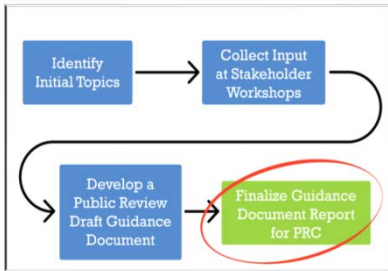 Identify
Initial Topics
Collect Input
at Stakeholder
Workshops
Develop a
Public Review
Draft Guidance
Document
Finalize Guidance
Document Report
for PRC